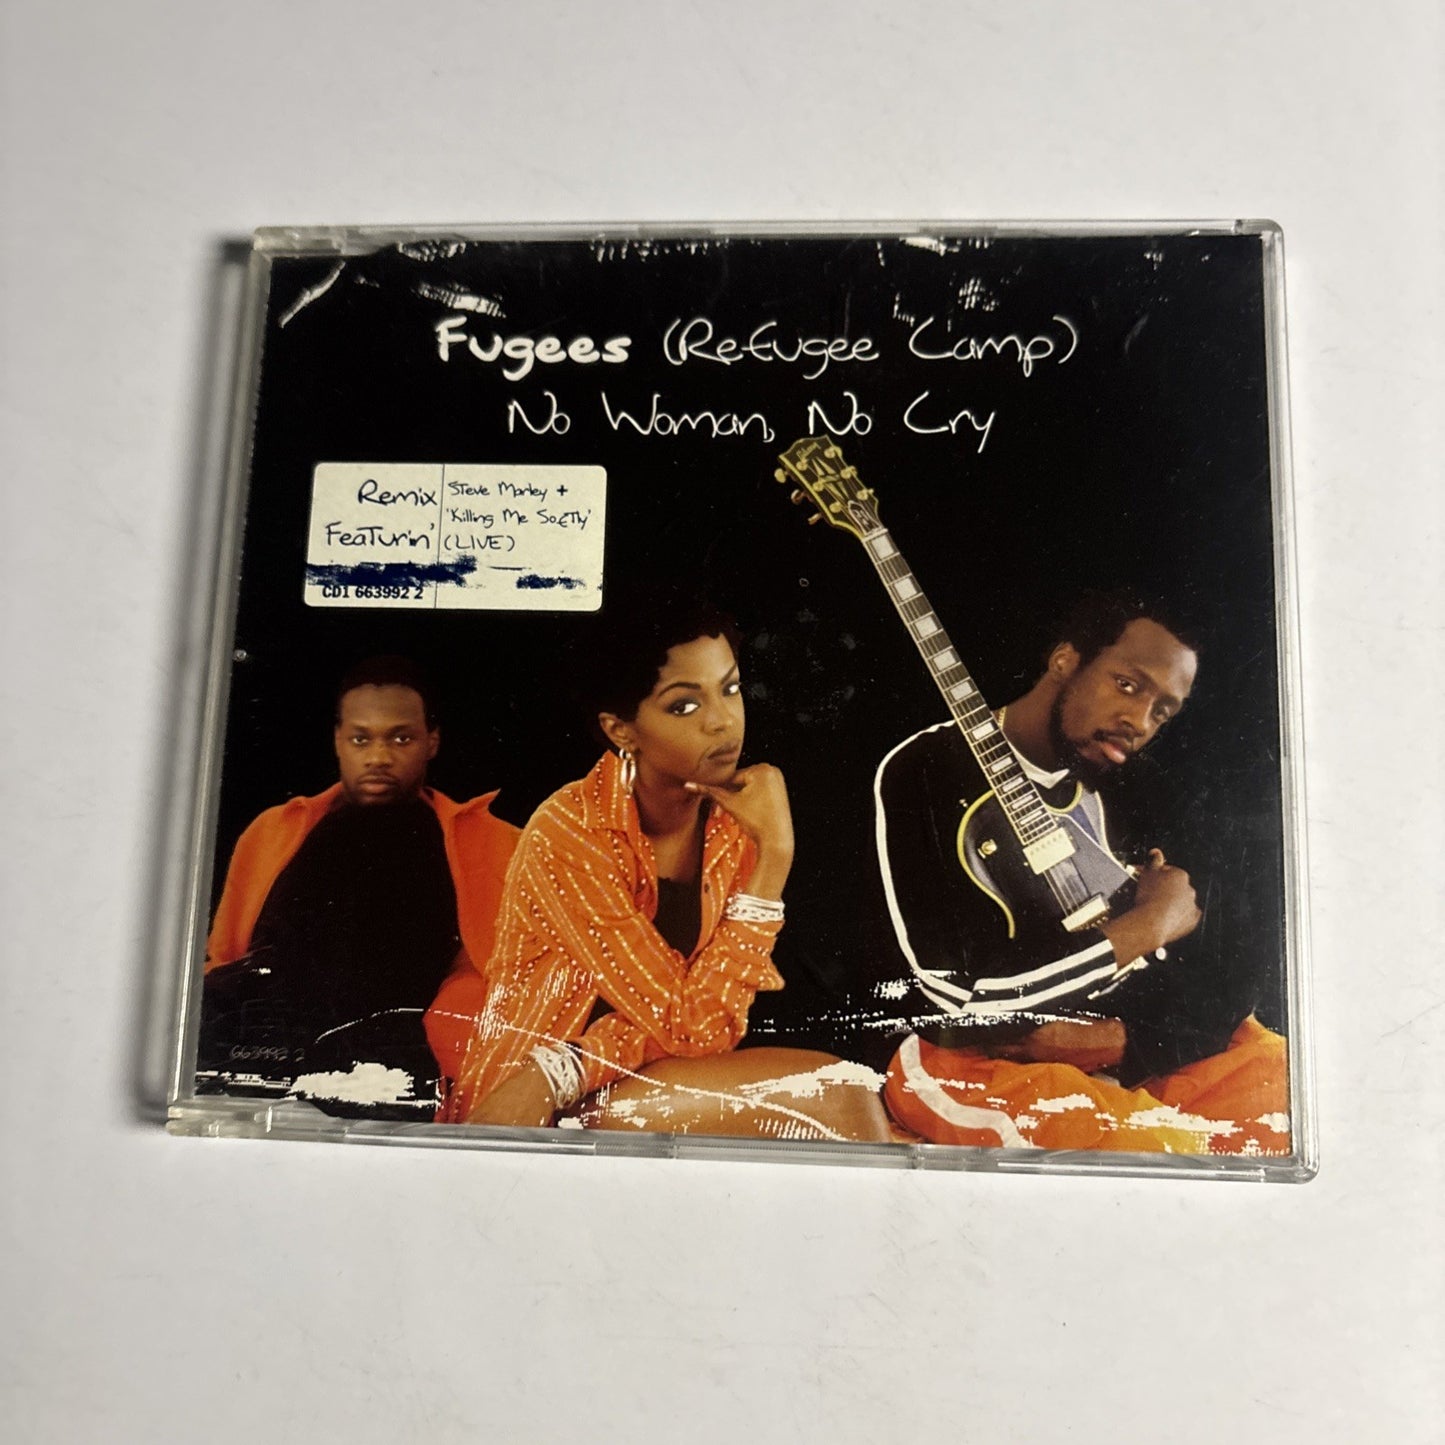 Fugees (Refugee Camp)
No Woman, No Cry
Remix
Featurin'
Steve Marley +
'Killing Me Softly'
(LIVE)
CD1 663992 2
663992 2